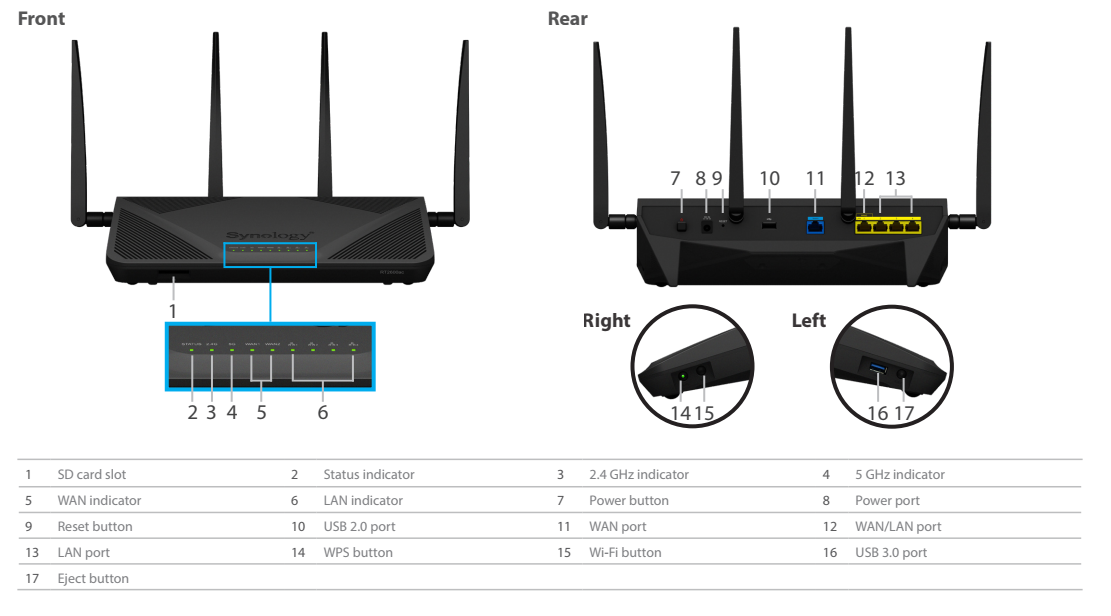 Front
Rear
Synology
RT2600ac
7 8 9 10 11 12 13
1
Right
Left
STATUS 2.4G 5G WAN1 WAN2
2 3 4 5 6
14 15
16 17
1 SD card slot 2 Status indicator 3 2.4 GHz indicator 4 5 GHz indicator
5 WAN indicator 6 LAN indicator 7 Power button 8 Power port
9 Reset button 10 USB 2.0 port 11 WAN port 12 WAN/LAN port
13 LAN port 14 WPS button 15 Wi-Fi button 16 USB 3.0 port
17 Eject button